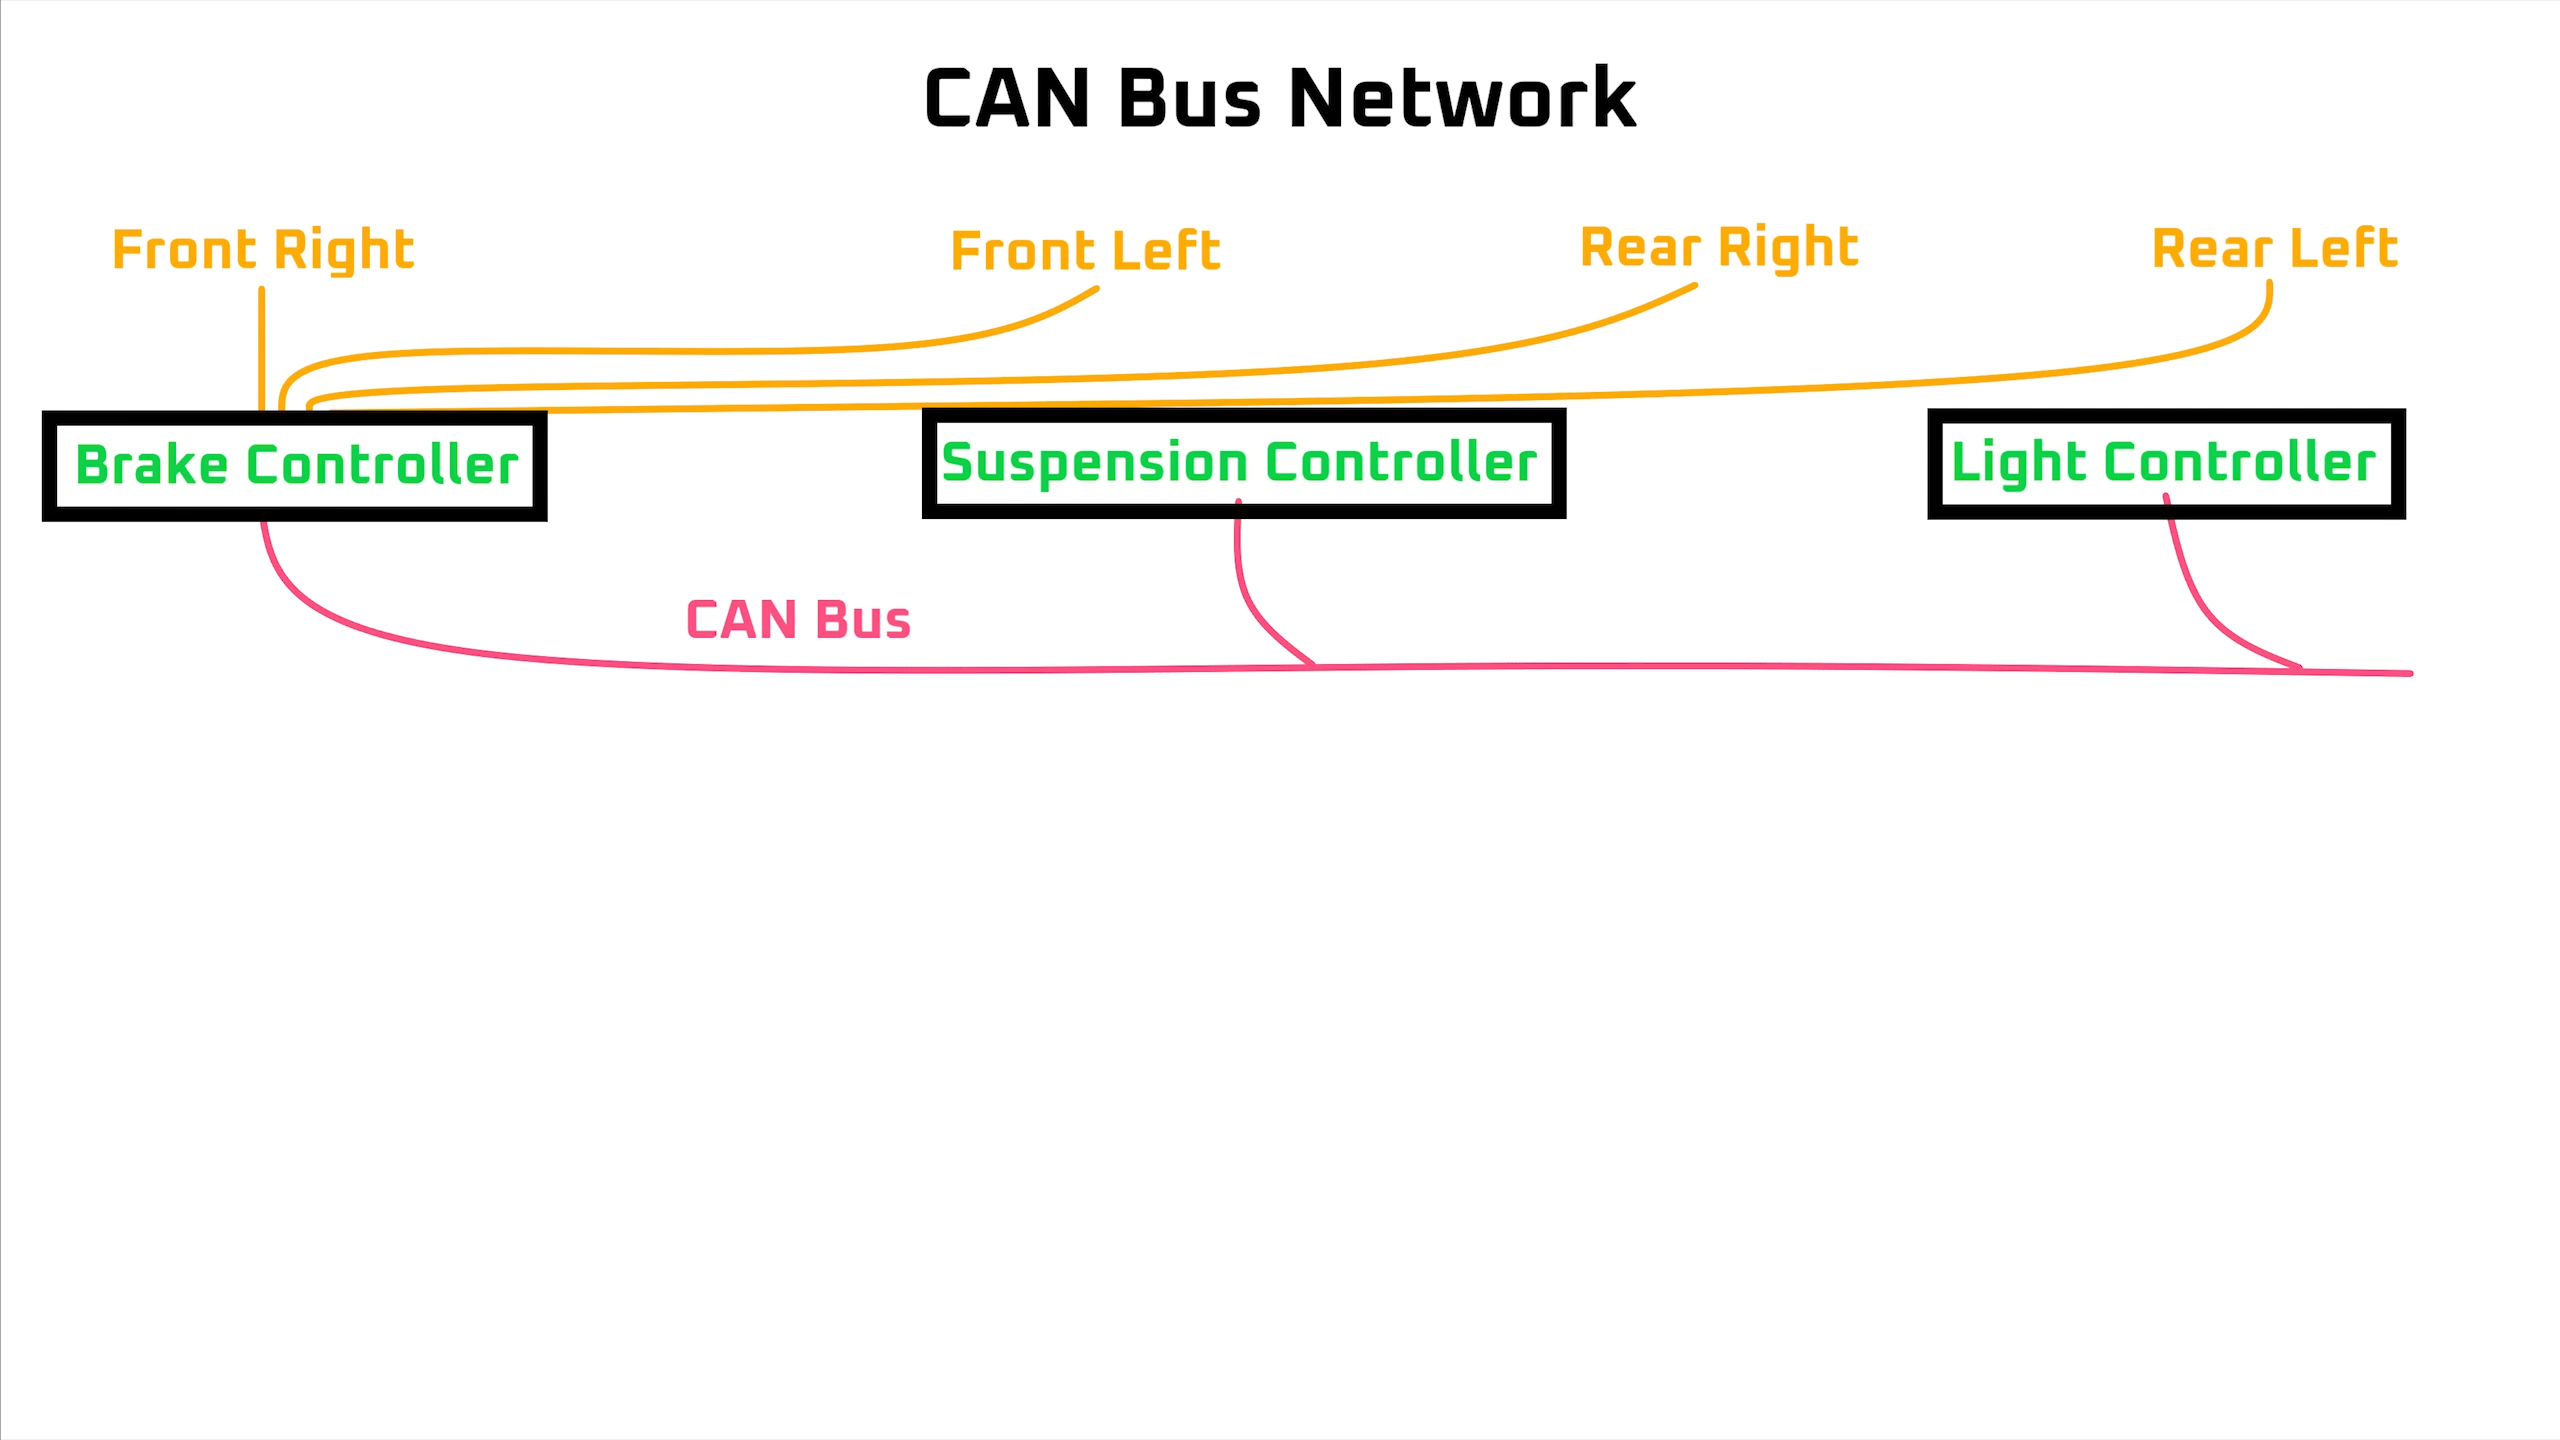 CAN Bus Network
Front Right
Front Left
Rear Right
Rear Left
Brake Controller
Suspension Controller
Light Controller
CAN Bus